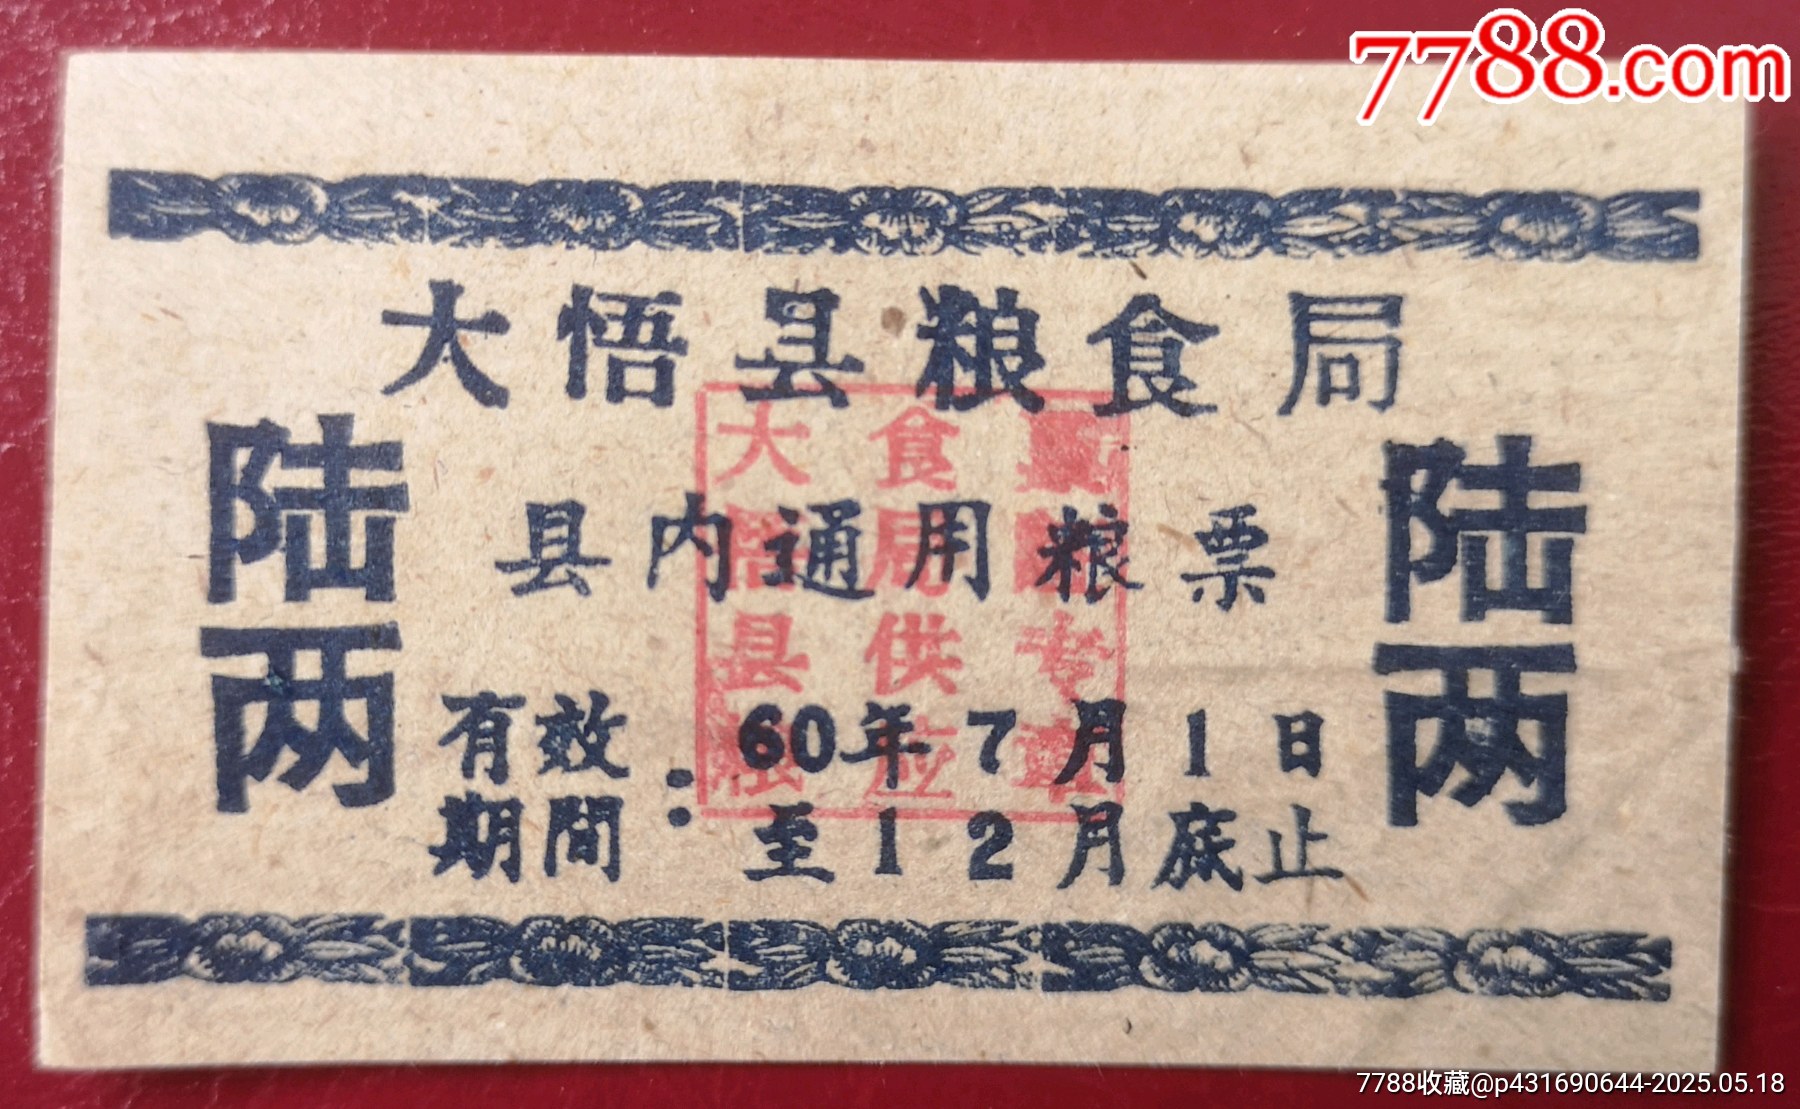 7788.com
大悟县粮食局
陆两
县内通用粮票
陆两
有效期间：60年7月1日
至12月底止
大悟县粮
食局供应
专章
7788收藏@p431690644-2025.05.18